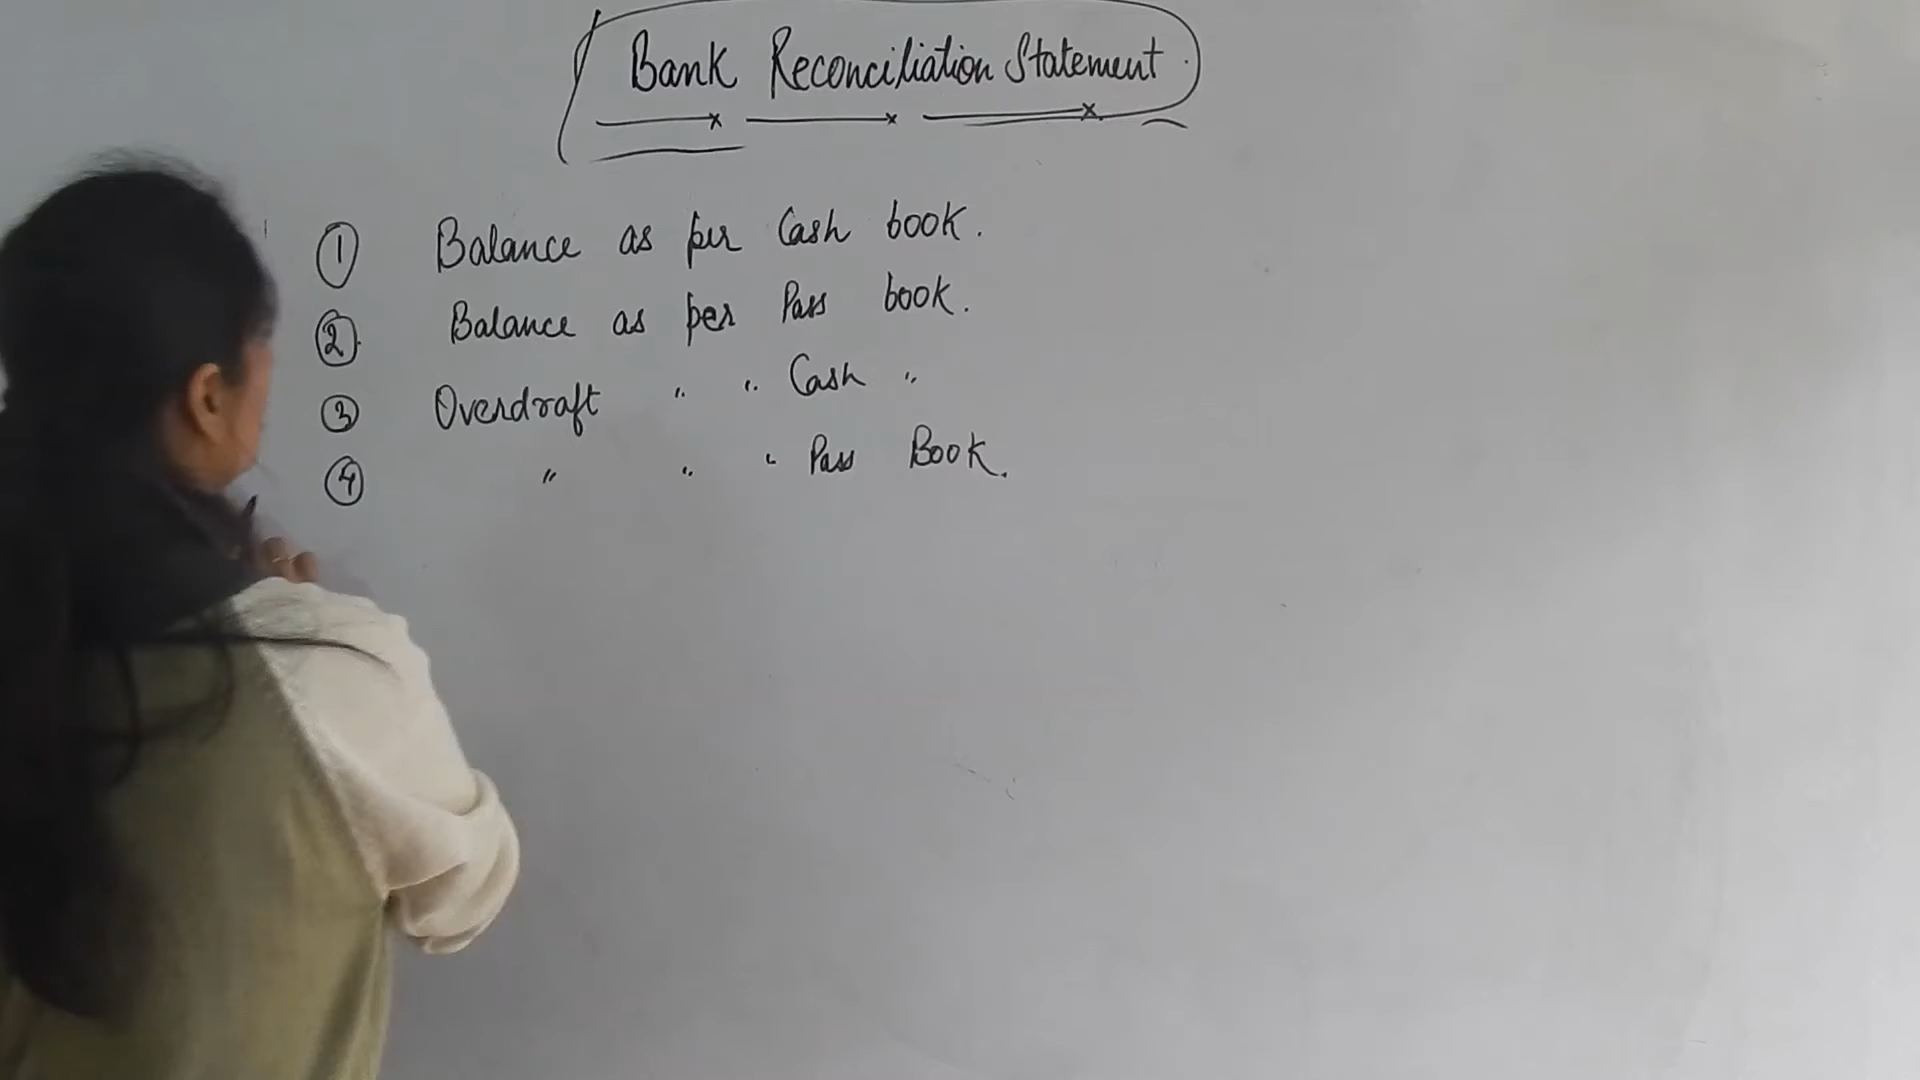 Bank Reconciliation Statement.
① Balance as per Cash book.
② Balance as per Pass book.
③ Overdraft " " Cash "
④ " " " Pass Book.